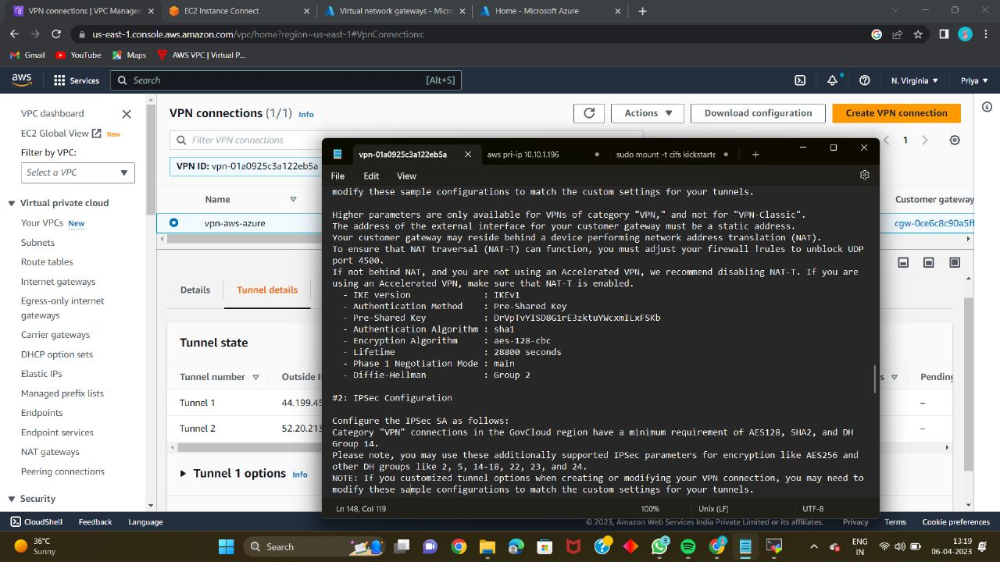 VPN connections | VPC Managem
EC2 Instance Connect
Virtual network gateways - Micro
Home - Microsoft Azure
us-east-1.console.aws.amazon.com/vpc/home?region=us-east-1#VpnConnections:
Gmail
YouTube
Maps
AWS VPC | Virtual P...
aws
Services
Search
[Alt+S]
N. Virginia
Priya
VPC dashboard
EC2 Global View
New
Filter by VPC:
Select a VPC
Virtual private cloud
Your VPCs New
Subnets
Route tables
Internet gateways
Egress-only internet
gateways
Carrier gateways
DHCP option sets
Elastic IPs
Managed prefix lists
Endpoints
Endpoint services
NAT gateways
Peering connections
Security
VPN connections (1/1) Info
Actions
Download configuration
Create VPN connection
Filter VPN connections
1
VPN ID: vpn-01a0925c3a122eb5a
Name
Customer gateway
vpn-aws-azure
cgw-0ce6c8c90a5ff
Details
Tunnel details
Tunnel state
Tunnel number
Outside I
Pending
Tunnel 1
44.199.45
–
Tunnel 2
52.20.213
–
Tunnel 1 options Info
vpn-01a0925c3a122eb5a
aws pri-ip 10.10.1.196
sudo mount -t cifs kickstarte
File
Edit
View
modify these sample configurations to match the custom settings for your tunnels.
Higher parameters are only available for VPNs of category "VPN," and not for "VPN-Classic".
The address of the external interface for your customer gateway must be a static address.
Your customer gateway may reside behind a device performing network address translation (NAT).
To ensure that NAT traversal (NAT-T) can function, you must adjust your firewall !rules to unblock UDP
port 4500.
If not behind NAT, and you are not using an Accelerated VPN, we recommend disabling NAT-T. If you are
using an Accelerated VPN, make sure that NAT-T is enabled.
- IKE version : IKEv1
- Authentication Method : Pre-Shared Key
- Pre-Shared Key : DrVpTvYISD8G1rE3zktuYWcxmILxFSKb
- Authentication Algorithm : sha1
- Encryption Algorithm : aes-128-cbc
- Lifetime : 28800 seconds
- Phase 1 Negotiation Mode : main
- Diffie-Hellman : Group 2
#2: IPSec Configuration
Configure the IPSec SA as follows:
Category "VPN" connections in the GovCloud region have a minimum requirement of AES128, SHA2, and DH
Group 14.
Please note, you may use these additionally supported IPSec parameters for encryption like AES256 and
other DH groups like 2, 5, 14-18, 22, 23, and 24.
NOTE: If you customized tunnel options when creating or modifying your VPN connection, you may need to
modify these sample configurations to match the custom settings for your tunnels.
Ln 148, Col 119
100%
Unix (LF)
UTF-8
CloudShell
Feedback
Language
© 2023, Amazon Web Services India Private Limited or its affiliates.
Privacy
Terms
Cookie preferences
36°C
Sunny
Search
3
ENG
IN
13:19
06-04-2023